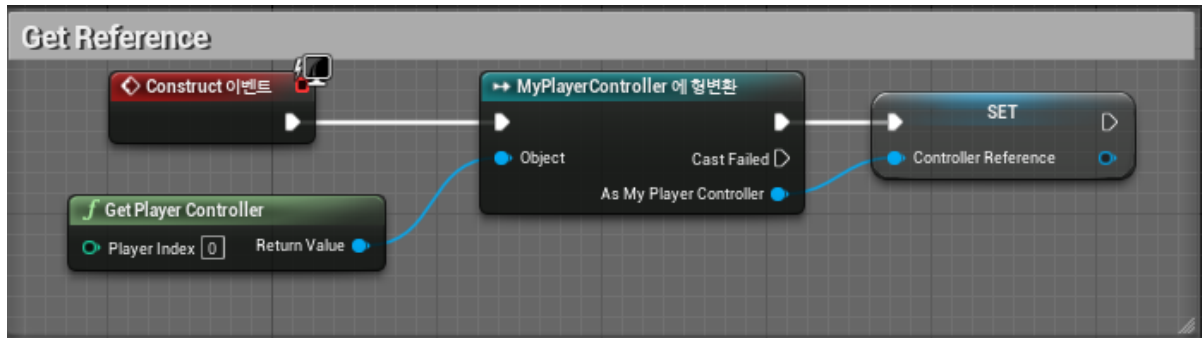 Get Reference
Construct 이벤트
MyPlayerController 에 형변환
SET
Object
Cast Failed
Controller Reference
As My Player Controller
f Get Player Controller
Player Index 0
Return Value